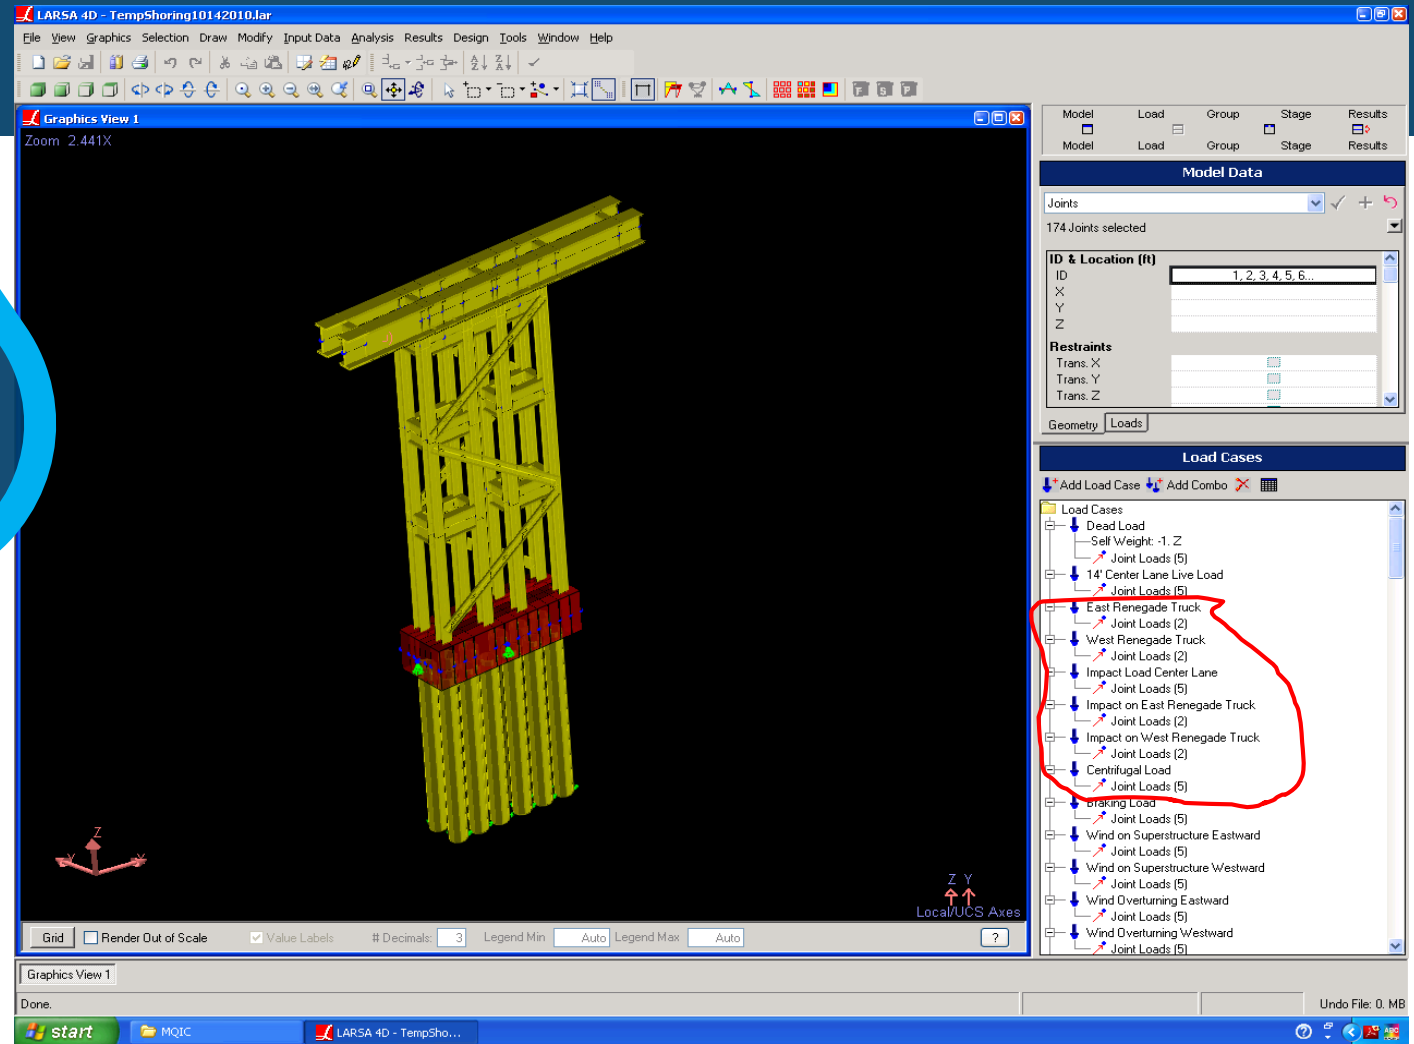 LARSA 4D - TempShoring10142010.lar
File View Graphics Selection Draw Modify Input Data Analysis Results Design Tools Window Help
Graphics View 1
Zoom 2.441X
Model Load Group Stage Results
Model Load Group Stage Results
Model Data
Joints
174 Joints selected
ID & Location (ft)
ID 1, 2, 3, 4, 5, 6...
X
Y
Z
Restraints
Trans. X
Trans. Y
Trans. Z
Geometry Loads
Load Cases
Add Load Case Add Combo
Load Cases
Dead Load
Self Weight: -1. Z
Joint Loads (5)
14' Center Lane Live Load
Joint Loads (5)
East Renegade Truck
Joint Loads (2)
West Renegade Truck
Joint Loads (2)
Impact Load Center Lane
Joint Loads (5)
Impact on East Renegade Truck
Joint Loads (2)
Impact on West Renegade Truck
Joint Loads (2)
Centrifugal Load
Joint Loads (5)
Braking Load
Joint Loads (5)
Wind on Superstructure Eastward
Joint Loads (5)
Wind on Superstructure Westward
Joint Loads (5)
Wind Overturning Eastward
Joint Loads (5)
Wind Overturning Westward
Joint Loads (5)
Z
Z Y
Local/UCS Axes
Grid Render Out of Scale Value Labels # Decimals: 3 Legend Min Auto Legend Max Auto ?
Graphics View 1
Done. Undo File: 0. MB
start MQIC LARSA 4D - TempSho...